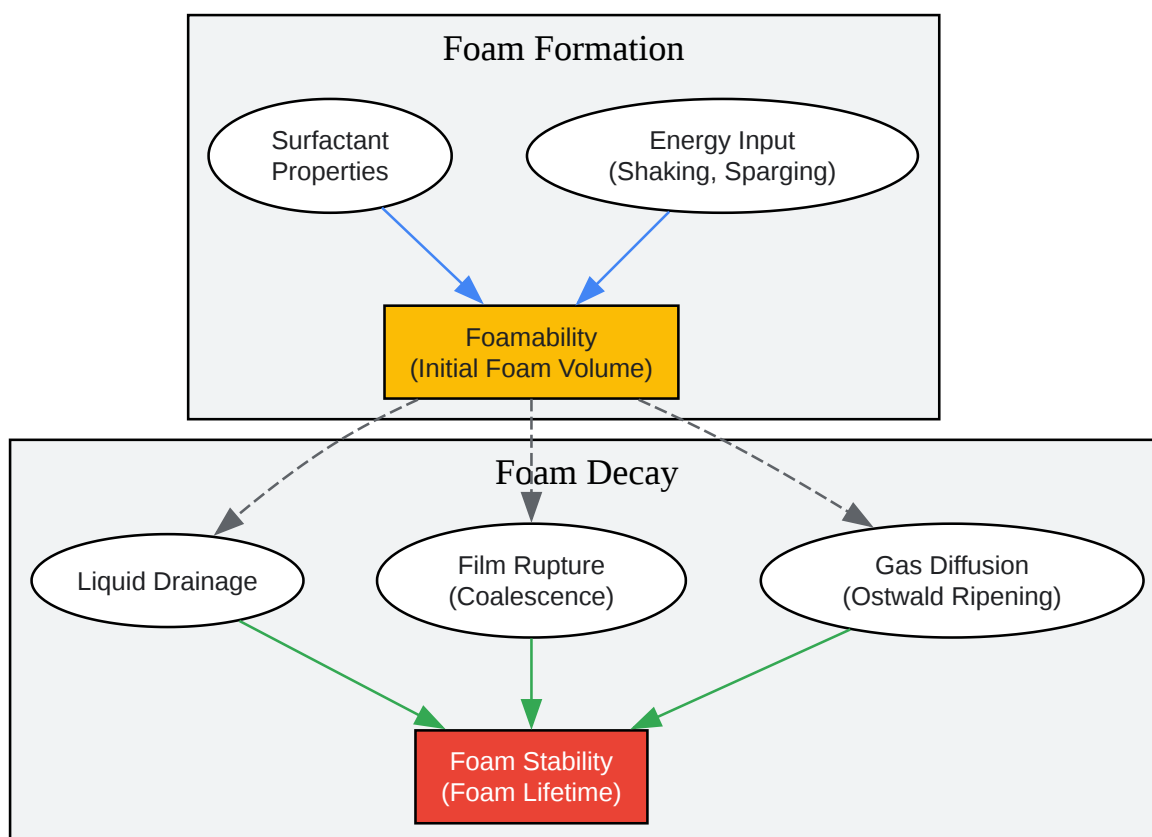 Foam Formation
Surfactant
Properties
Energy Input
(Shaking, Sparging)
Foamability
(Initial Foam Volume)
Foam Decay
Liquid Drainage
Film Rupture
(Coalescence)
Gas Diffusion
(Ostwald Ripening)
Foam Stability
(Foam Lifetime)